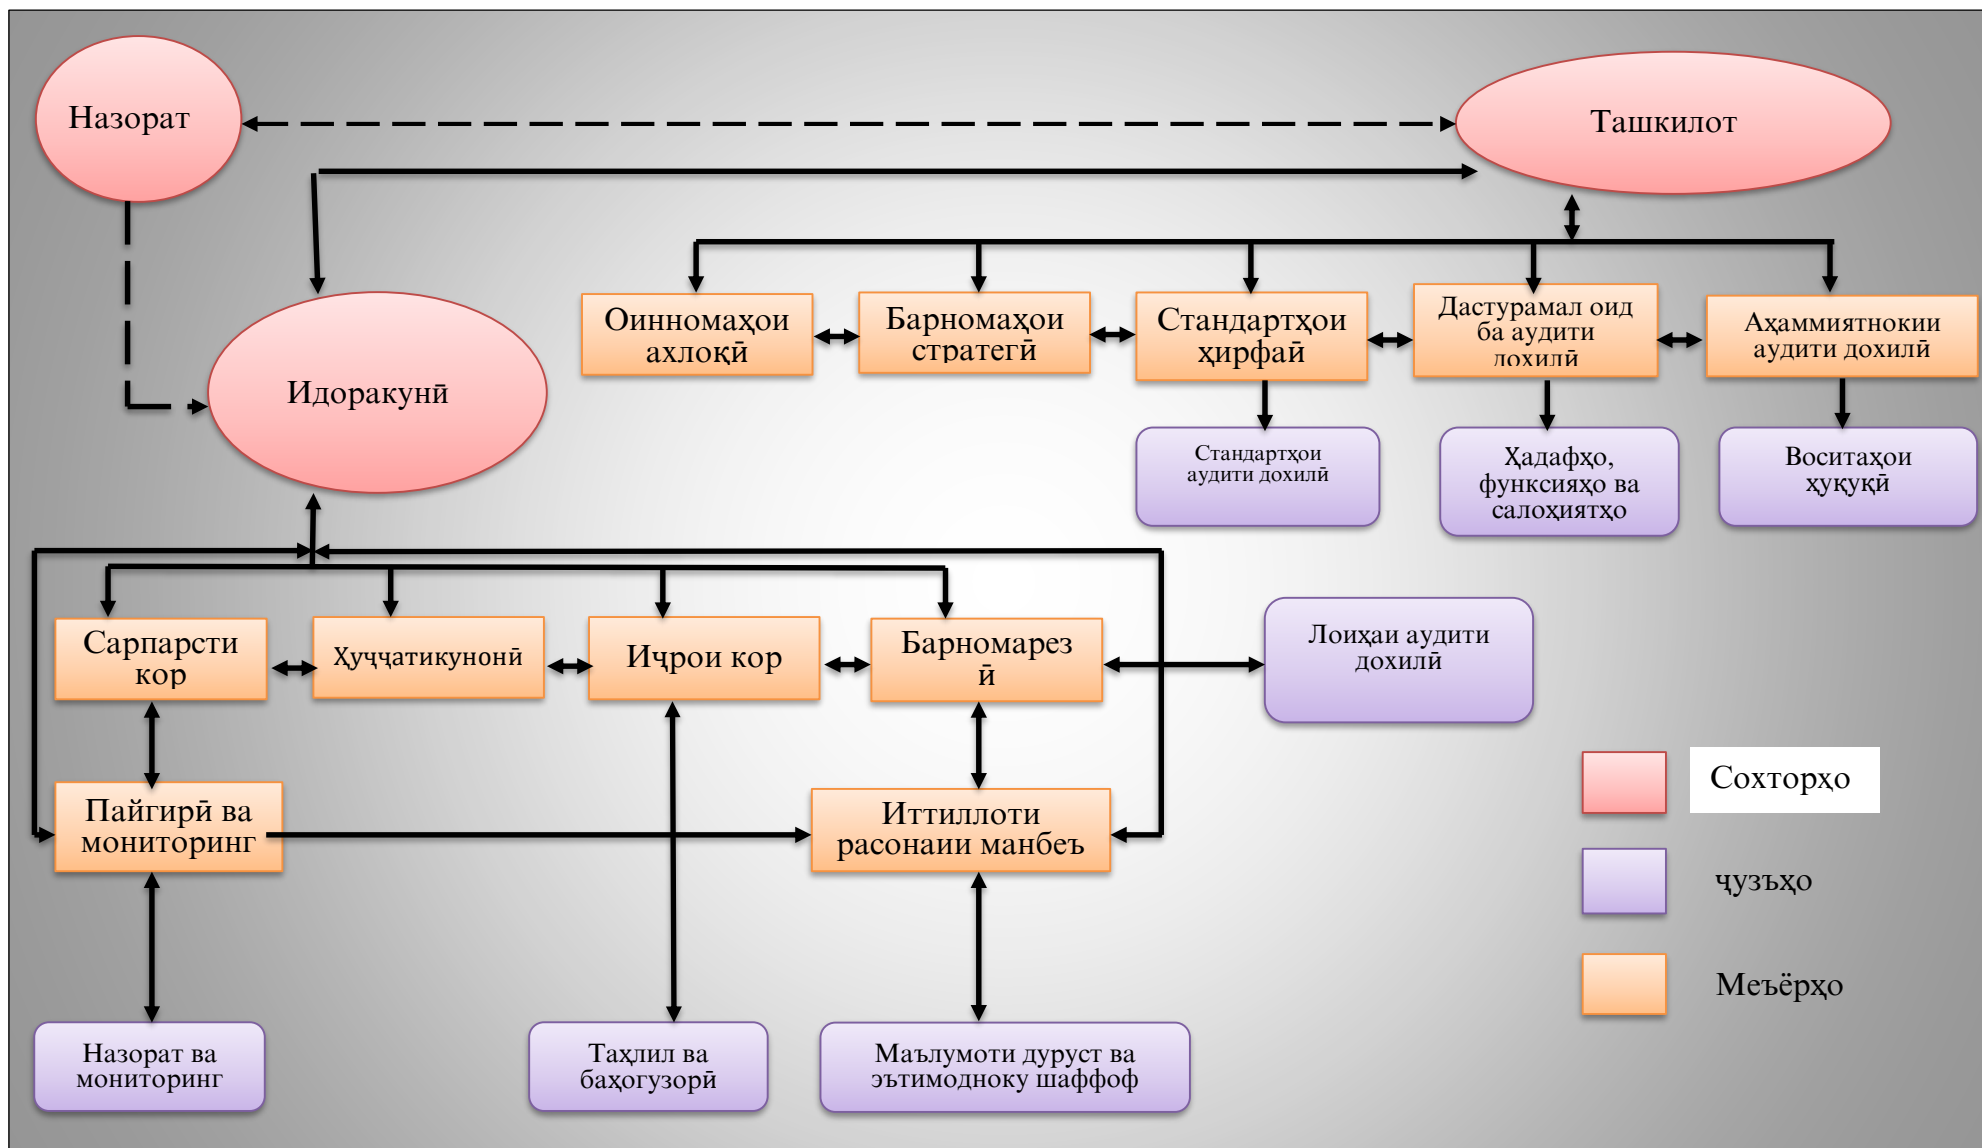 Назорат
Ташкилот
Идоракунӣ
Оинномаҳои
ахлоқӣ
Барномаҳои
стратегӣ
Стандартҳои
ҳирфаӣ
Дастурамал оид
ба аудити
дохилӣ
Аҳаммиятнокии
аудити дохилӣ
Стандартҳои
аудити дохилӣ
Ҳадафҳо,
функсияҳо ва
салоҳиятҳо
Воситаҳои
ҳуқуқӣ
Сарпарсти
кор
Ҳуҷҷатикунонӣ
Иҷрои кор
Барномарез
ӣ
Лоиҳаи аудити
дохилӣ
Пайгирӣ ва
мониторинг
Иттиллоти
расонаии манбеъ
Назорат ва
мониторинг
Таҳлил ва
баҳогузорӣ
Маълумоти дуруст ва
эътимодноку шаффоф
Сохторҳо
ҷузъҳо
Меъёрҳо